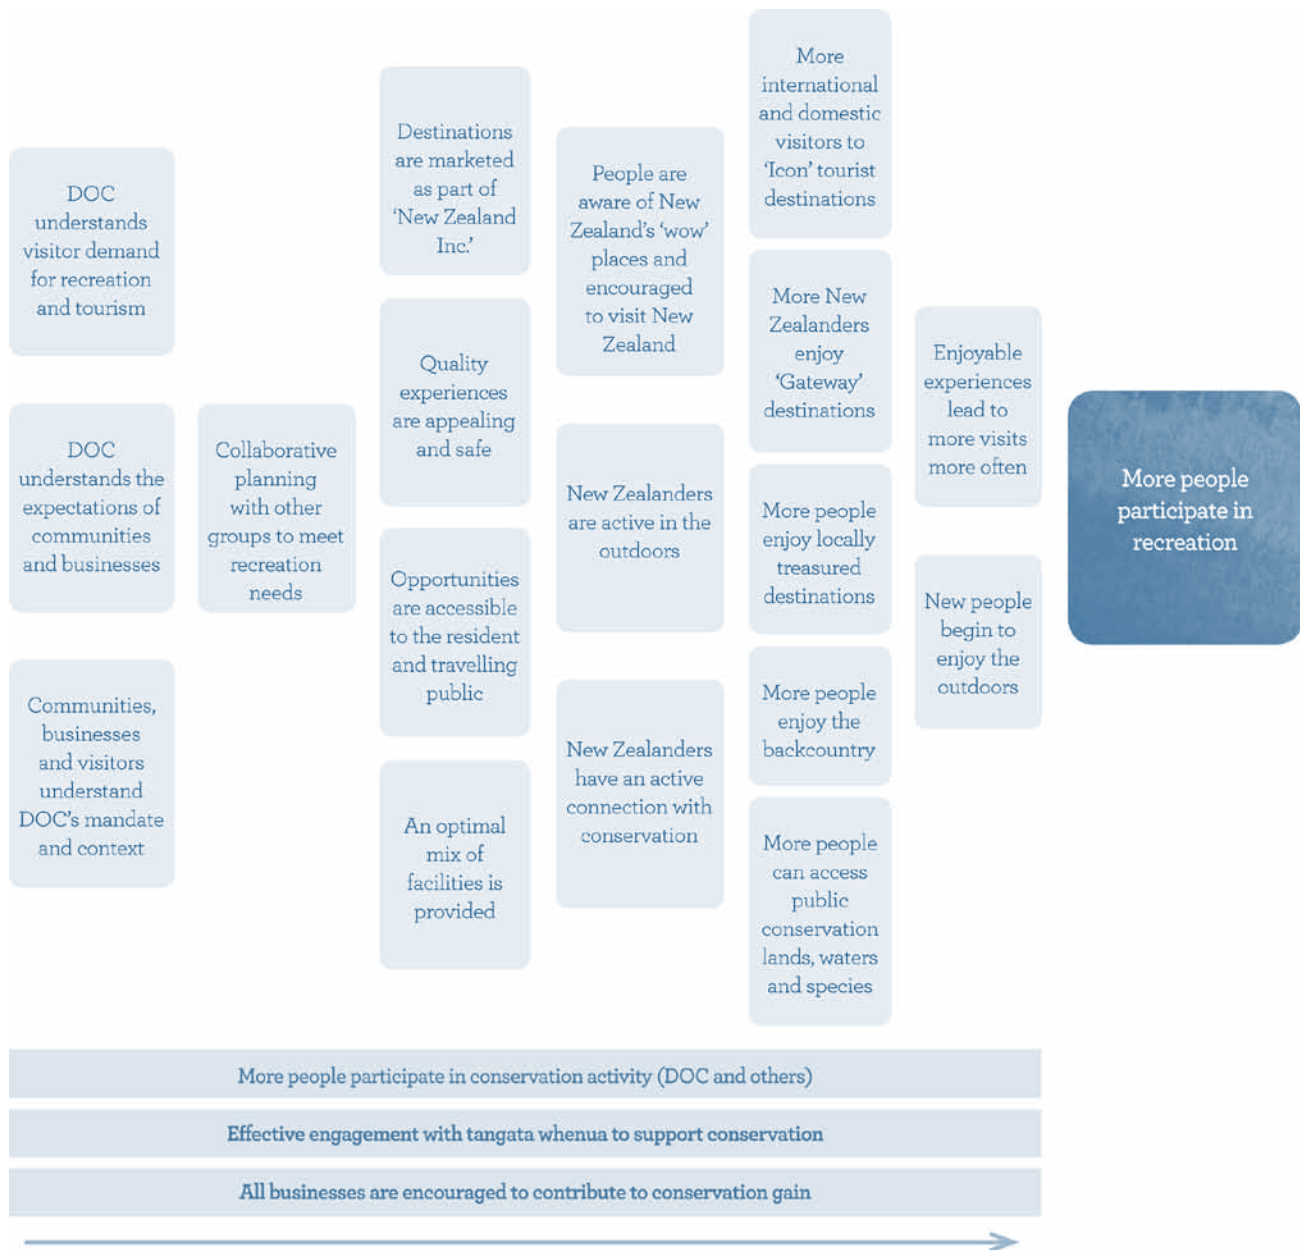 DOC
understands
visitor demand
for recreation
and tourism
DOC
understands the
expectations of
communities
and businesses
Communities,
businesses
and visitors
understand
DOC's mandate
and context
Collaborative
planning
with other
groups to meet
recreation
needs
Destinations
are marketed
as part of
'New Zealand
Inc.'
Quality
experiences
are appealing
and safe
Opportunities
are accessible
to the resident
and travelling
public
An optimal
mix of
facilities is
provided
People are
aware of New
Zealand's 'wow'
places and
encouraged
to visit New
Zealand
New Zealanders
are active in the
outdoors
New Zealanders
have an active
connection with
conservation
More
international
and domestic
visitors to
'Icon' tourist
destinations
More New
Zealanders
enjoy
'Gateway'
destinations
More people
enjoy locally
treasured
destinations
More people
enjoy the
backcountry
More people
can access
public
conservation
lands, waters
and species
Enjoyable
experiences
lead to
more visits
more often
New people
begin to
enjoy the
outdoors
More people
participate in
recreation
More people participate in conservation activity (DOC and others)
Effective engagement with tangata whenua to support conservation
All businesses are encouraged to contribute to conservation gain